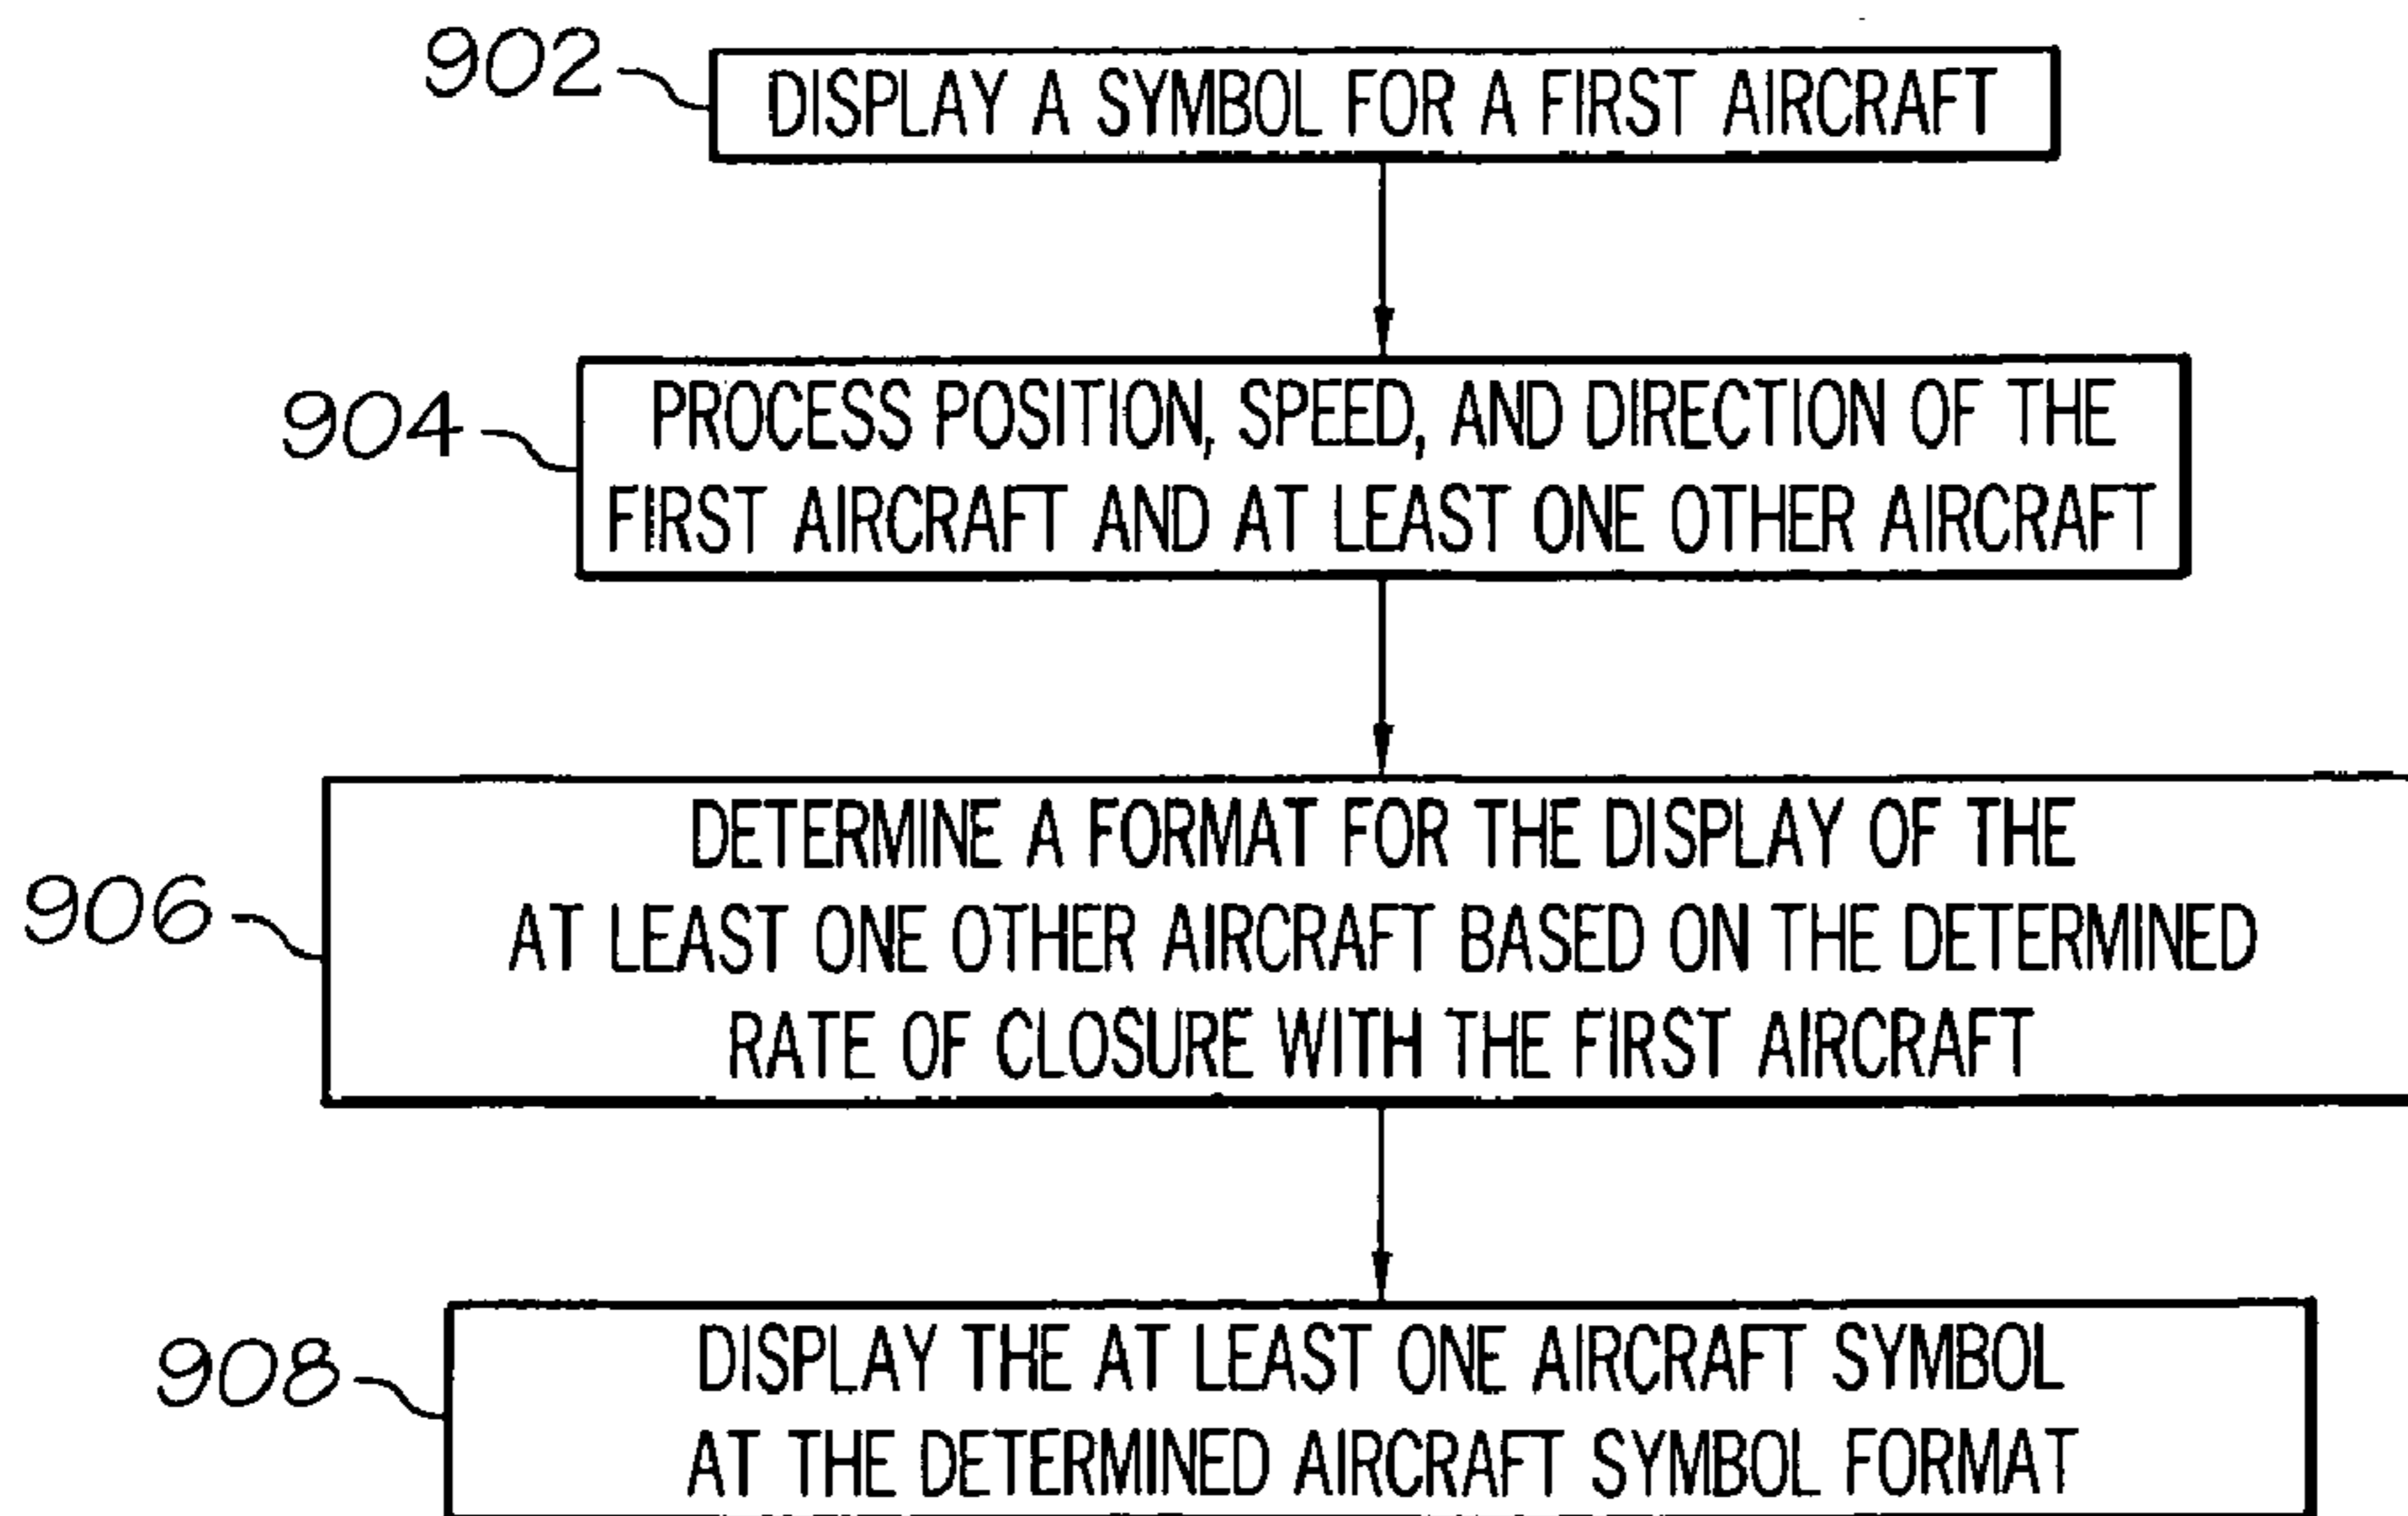 902
DISPLAY A SYMBOL FOR A FIRST AIRCRAFT
904
PROCESS POSITION, SPEED, AND DIRECTION OF THE
FIRST AIRCRAFT AND AT LEAST ONE OTHER AIRCRAFT
906
DETERMINE A FORMAT FOR THE DISPLAY OF THE
AT LEAST ONE OTHER AIRCRAFT BASED ON THE DETERMINED
RATE OF CLOSURE WITH THE FIRST AIRCRAFT
908
DISPLAY THE AT LEAST ONE AIRCRAFT SYMBOL
AT THE DETERMINED AIRCRAFT SYMBOL FORMAT